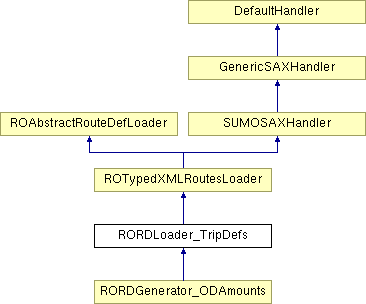 DefaultHandler
GenericSAXHandler
ROAbstractRouteDefLoader
SUMOSAXHandler
ROTypedXMLRoutesLoader
RORDLoader_TripDefs
RORDGenerator_ODAmounts